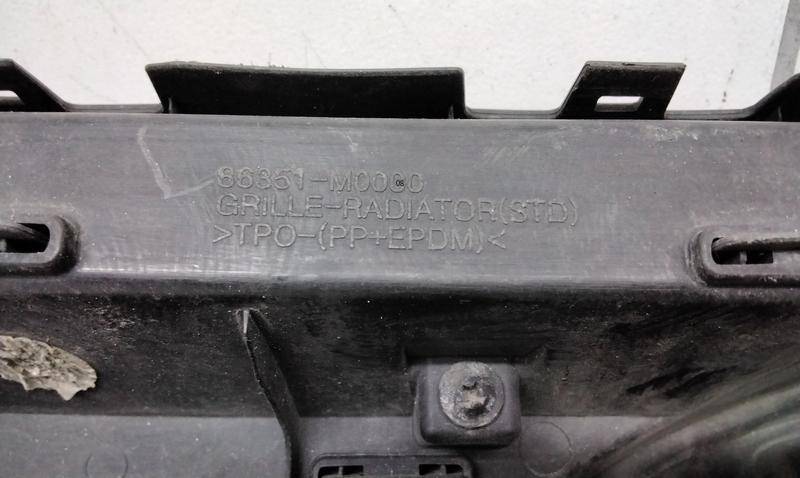 86351-M0000
GRILLE-RADIATOR(STD)
>TPO-(PP+EPDM)<